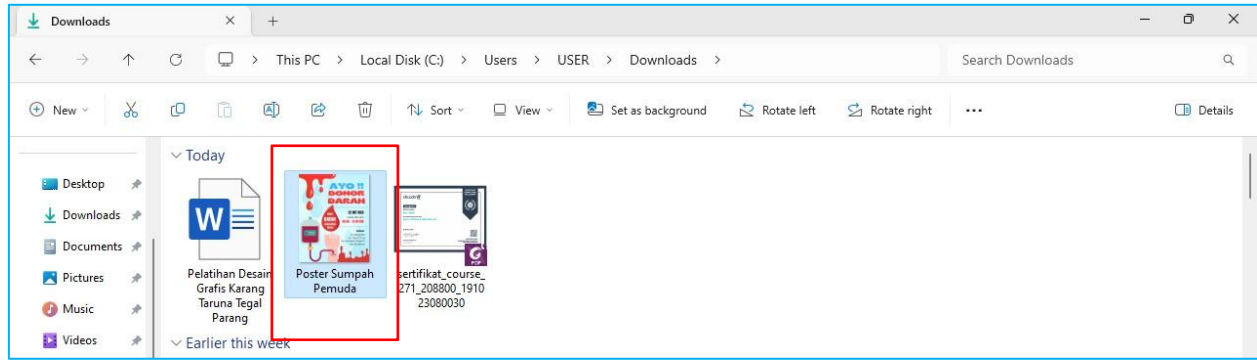 Downloads
This PC > Local Disk (C:) > Users > USER > Downloads >
Search Downloads
New
Sort
View
Set as background
Rotate left
Rotate right
Details
Today
Desktop
Downloads
Documents
Pictures
Music
Videos
W
AYO !!
DONOR
DARAH
Pelatihan Desain
Grafis Karang
Taruna Tegal
Parang
Poster Sumpah
Pemuda
sertifikat_course_
271_208800_1910
23080030
Earlier this week